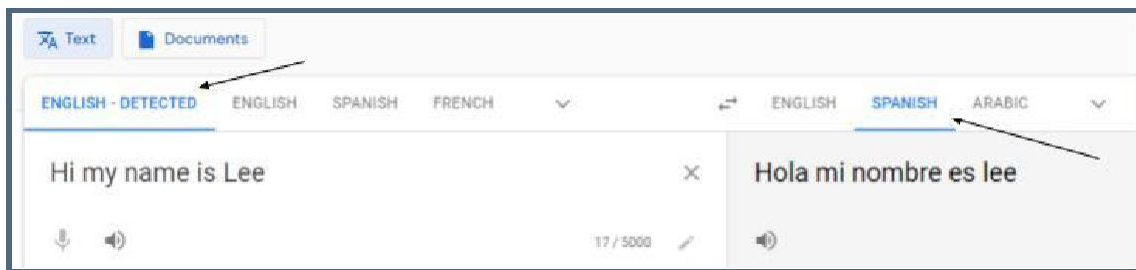 Text Documents
ENGLISH - DETECTED ENGLISH SPANISH FRENCH ENGLISH SPANISH ARABIC
Hi my name is Lee Hola mi nombre es lee
17 / 5000